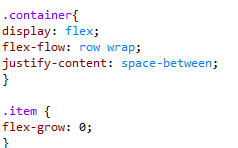 .container{
display: flex;
flex-flow: row wrap;
justify-content: space-between;
}
.item {
flex-grow: 0;
}